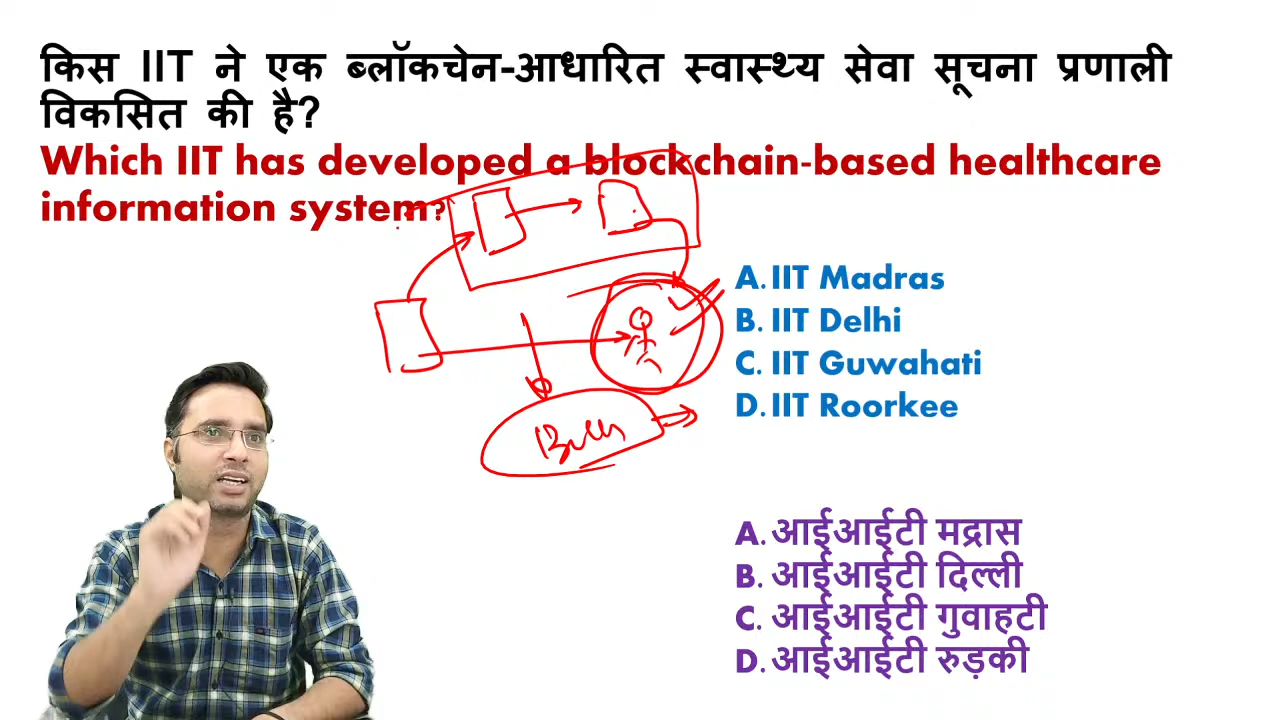 किस IIT ने एक ब्लॉकचेन-आधारित स्वास्थ्य सेवा सूचना प्रणाली
विकसित की है?
Which IIT has developed a blockchain-based healthcare
information system?
A. IIT Madras
B. IIT Delhi
C. IIT Guwahati
D. IIT Roorkee
A. आईआईटी मद्रास
B. आईआईटी दिल्ली
C. आईआईटी गुवाहटी
D. आईआईटी रुड़की